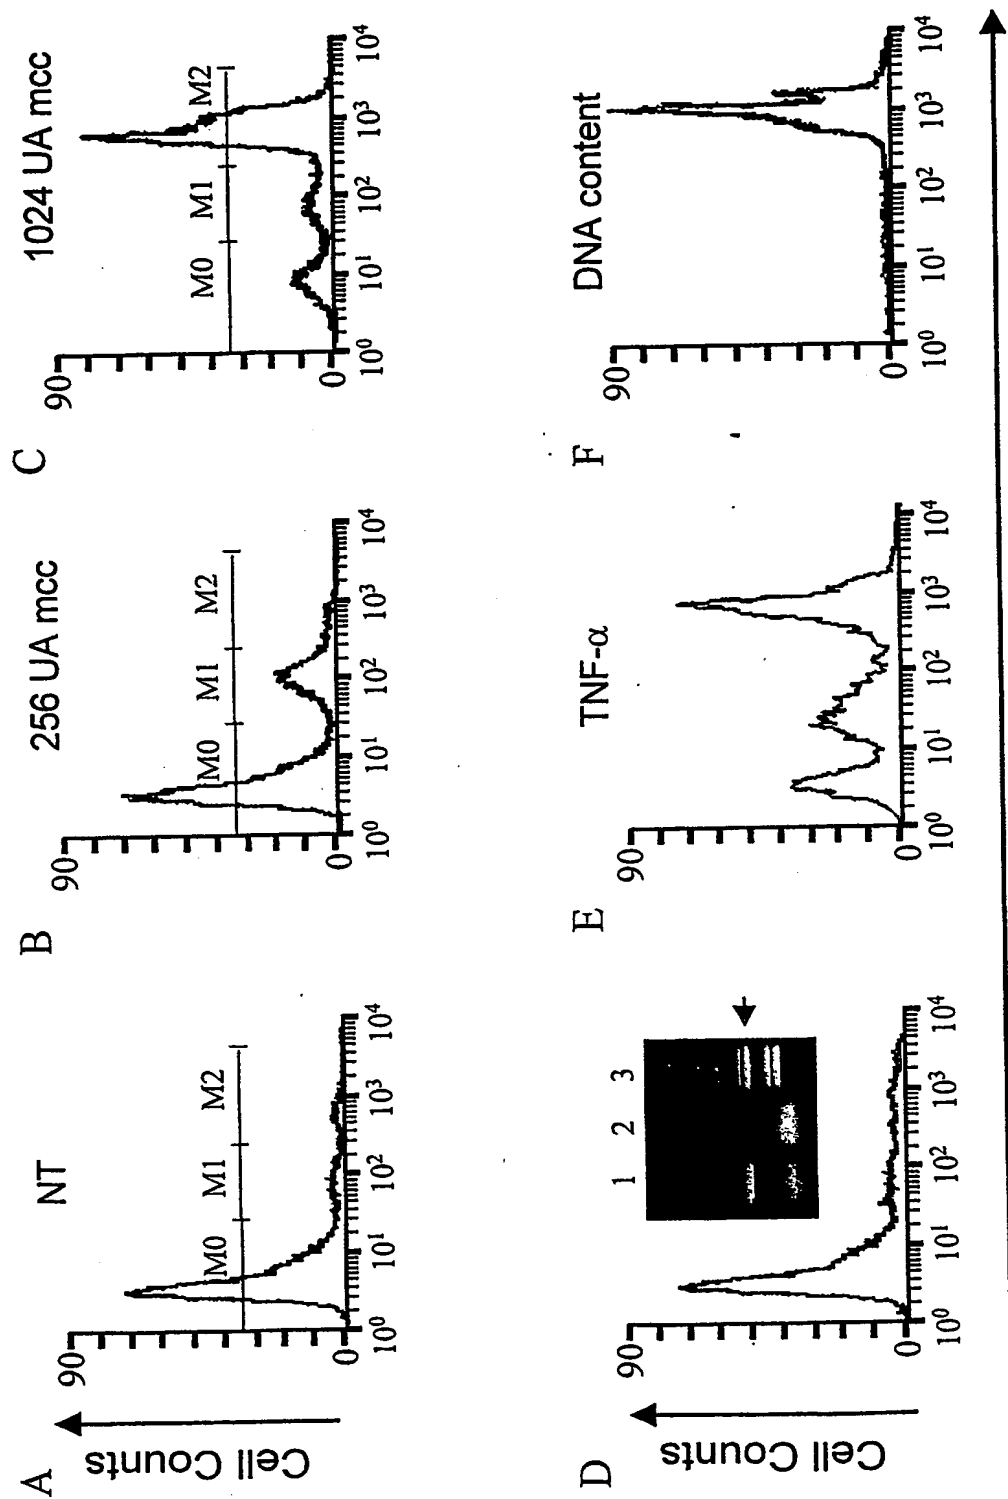 A
NT
B
256 UA mcc
C
1024 UA mcc
Cell Counts
90
M0
M1
M2
0
10⁰
10¹
10²
10³
10⁴
90
M0
M1
M2
0
10⁰
10¹
10²
10³
10⁴
90
M0
M1
M2
0
10⁰
10¹
10²
10³
10⁴
D
E
TNF-α
F
DNA content
Cell Counts
90
1 2 3
0
10⁰
10¹
10²
10³
10⁴
90
0
10⁰
10¹
10²
10³
10⁴
90
0
10⁰
10¹
10²
10³
10⁴